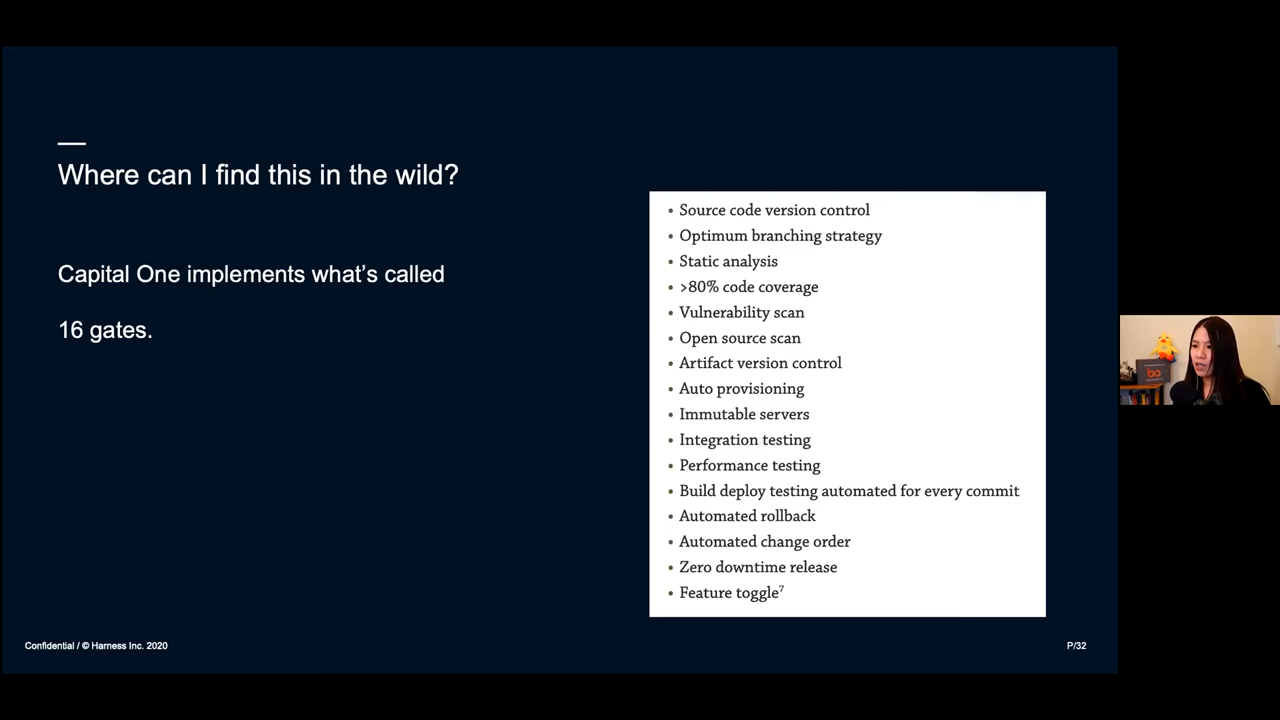 Where can I find this in the wild?
Capital One implements what's called
16 gates.
• Source code version control
• Optimum branching strategy
• Static analysis
• >80% code coverage
• Vulnerability scan
• Open source scan
• Artifact version control
• Auto provisioning
• Immutable servers
• Integration testing
• Performance testing
• Build deploy testing automated for every commit
• Automated rollback
• Automated change order
• Zero downtime release
• Feature toggle⁷
Confidential / © Harness Inc. 2020
P/32